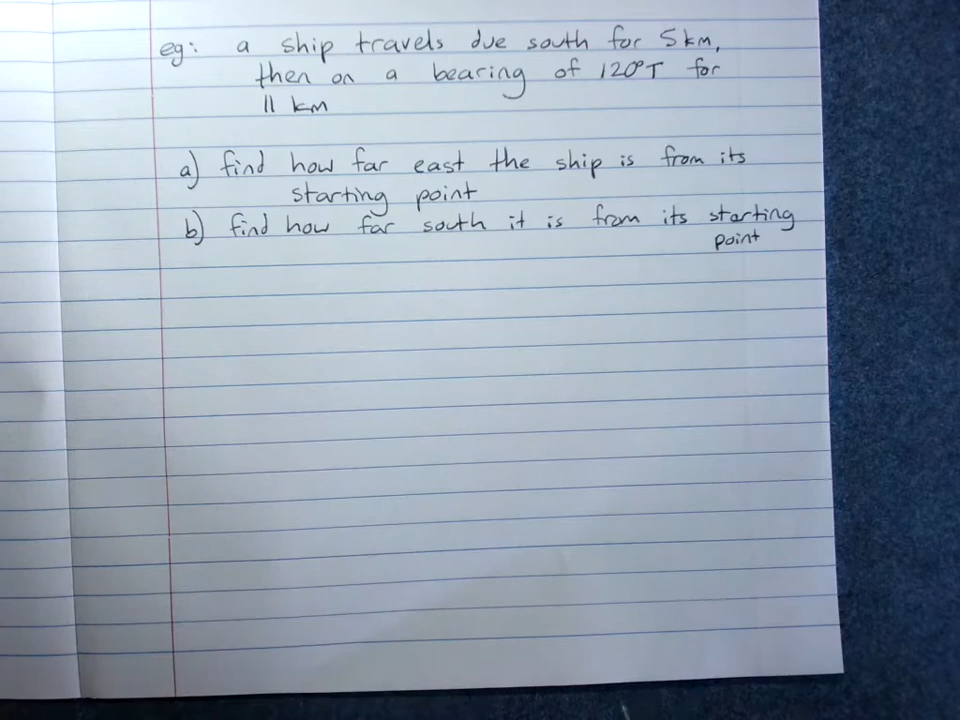 eg: a ship travels due south for 5km,
then on a bearing of 120°T for
11 km
a) find how far east the ship is from its
starting point
b) find how far south it is from its starting
point